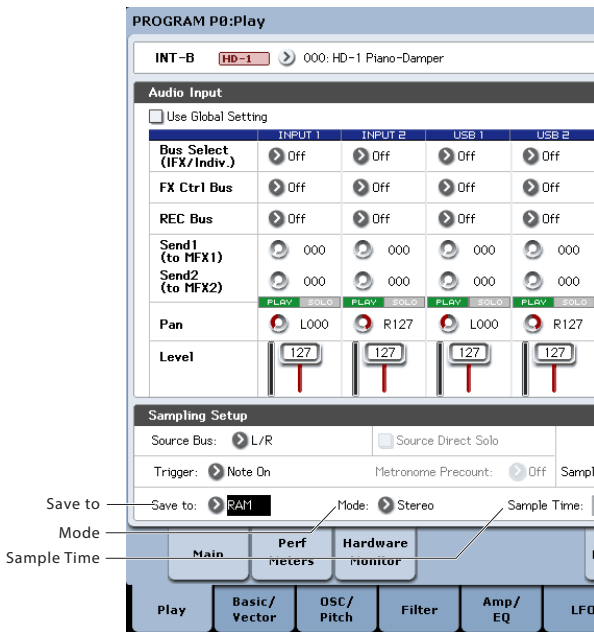 PROGRAM P0:Play
INT-B HD-1 000: HD-1 Piano-Damper
Audio Input
Use Global Setting
INPUT 1 INPUT 2 USB 1 USB 2
Bus Select (IFX/Indiv.) Off Off Off Off
FX Ctrl Bus Off Off Off Off
REC Bus Off Off Off Off
Send1 (to MFX1) 000 000 000 000
Send2 (to MFX2) 000 000 000 000
PLAY SOLO PLAY SOLO PLAY SOLO PLAY SOLO
Pan L000 R127 L000 R127
Level 127 127 127 127
Sampling Setup
Source Bus: L/R Source Direct Solo
Trigger: Note On Metronome Precount: Off Sampl
Save to: RAM Mode: Stereo Sample Time:
Save to
Mode
Sample Time
Main Perf Meters Hardware Monitor
Play Basic/ Vector OSC/ Pitch Filter Amp/ EQ LFO